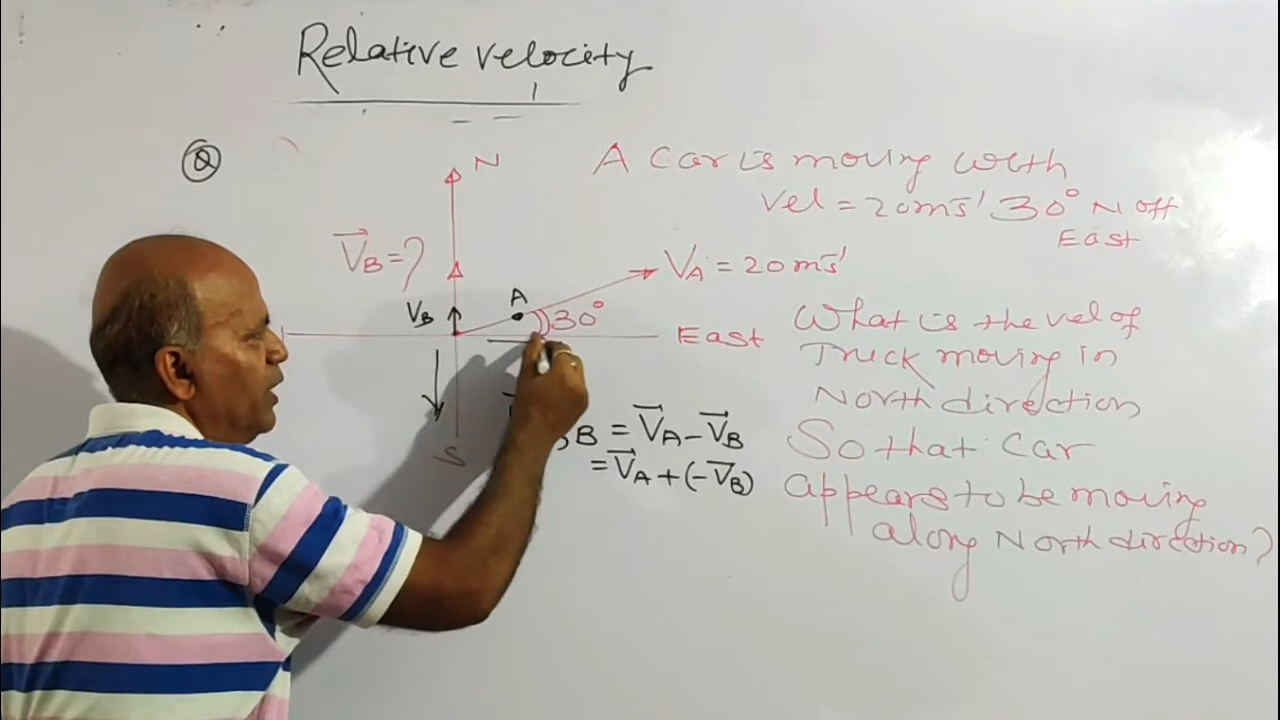 Relative velocity
Q
N
A car is moving with
vel = 20ms⁻¹ 30° N off
East
V⃗B = ?
VA = 20ms⁻¹
VB
A
30°
East
What is the vel of
Truck moving in
North direction
So that car
appears to be moving
along North direction?
B = V⃗A − V⃗B
= V⃗A + (−V⃗B)
S